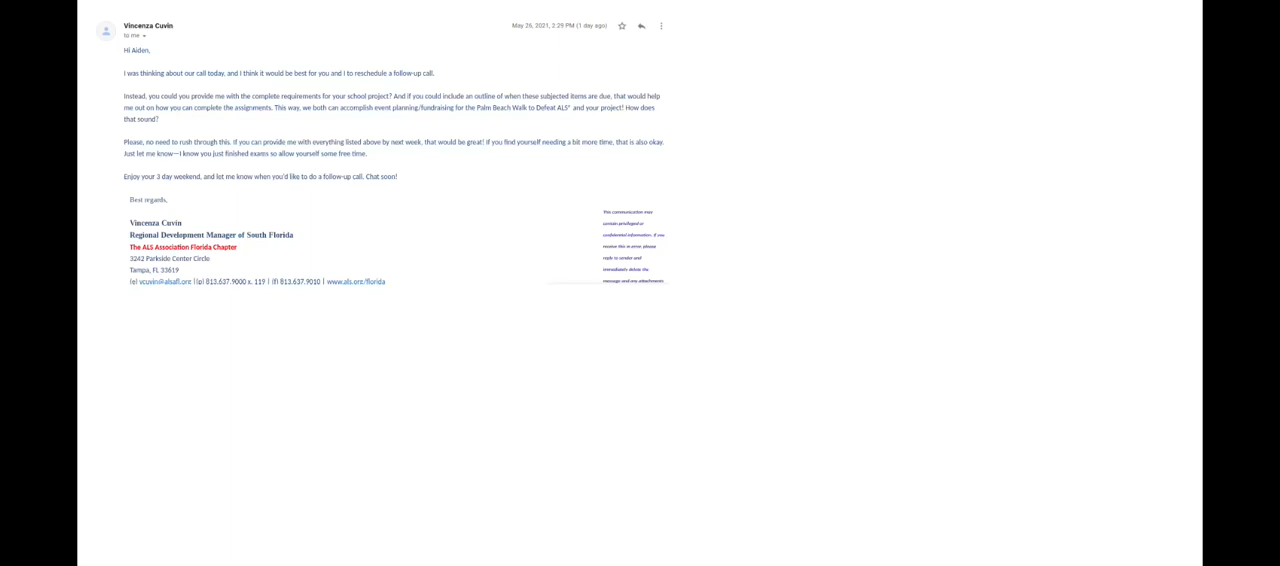 Vincenza Cuvin
May 26, 2021, 2:29 PM (1 day ago)
to me
Hi Aiden,
I was thinking about our call today, and I think it would be best for you and I to reschedule a follow-up call.
Instead, you could you provide me with the complete requirements for your school project? And if you could include an outline of when these subjected items are due, that would help
me out on how you can complete the assignments. This way, we both can accomplish event planning/fundraising for the Palm Beach Walk to Defeat ALS® and your project! How does
that sound?
Please, no need to rush through this. If you can provide me with everything listed above by next week, that would be great! If you find yourself needing a bit more time, that is also okay.
Just let me know—I know you just finished exams so allow yourself some free time.
Enjoy your 3 day weekend, and let me know when you'd like to do a follow-up call. Chat soon!
Best regards,
Vincenza Cuvin
Regional Development Manager of South Florida
The ALS Association Florida Chapter
3242 Parkside Center Circle
Tampa, FL 33619
(e) vcuvin@alsafl.org |(p) 813.637.9000 x. 119 | (f) 813.637.9010 | www.als.org/florida
This communication may
contain privileged or
confidential information. If you
receive this in error, please
reply to sender and
immediately delete the
message and any attachments